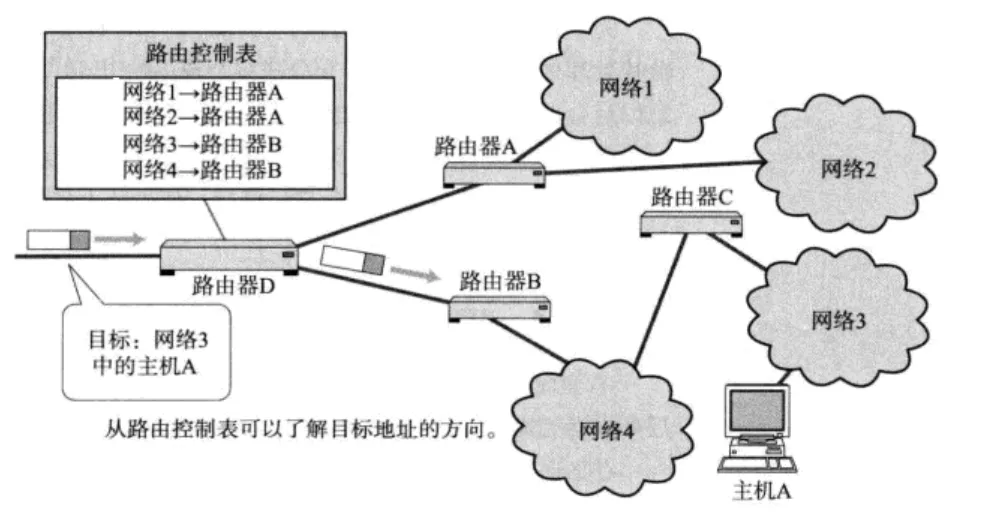 路由控制表
网络1→路由器A
网络2→路由器A
网络3→路由器B
网络4→路由器B
网络1
路由器A
网络2
路由器C
路由器D
路由器B
网络3
目标：网络3
中的主机A
从路由控制表可以了解目标地址的方向。
网络4
主机A